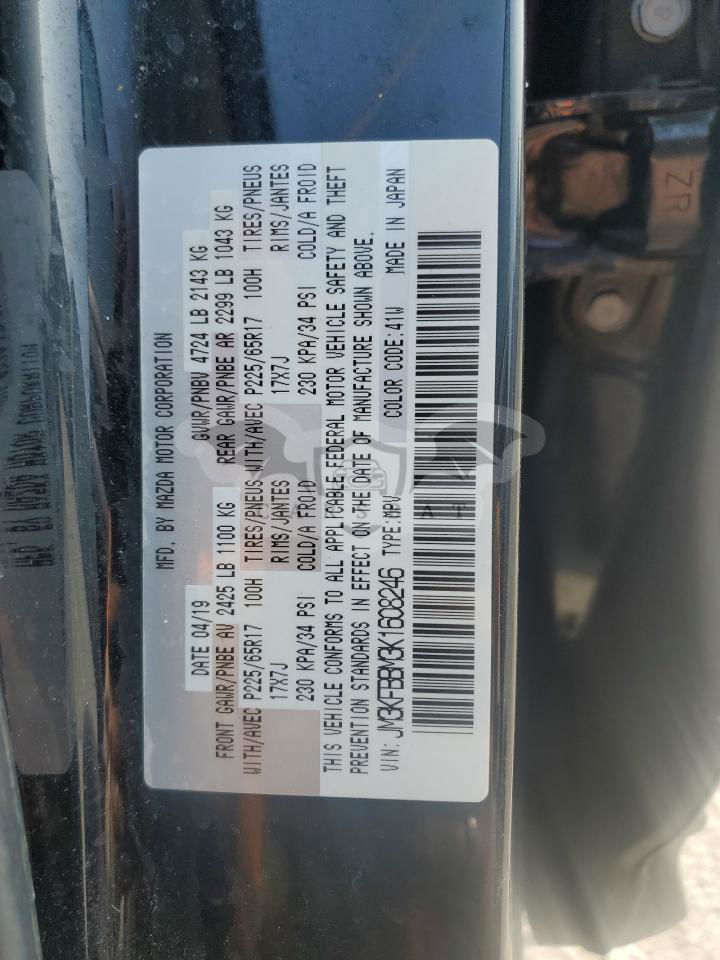 MFD. BY MAZDA MOTOR CORPORATION
DATE 04/19 GVWR/PNBV 4724 LB 2143 KG
FRONT GAWR/PNBE AV 2425 LB 1100 KG REAR GAWR/PNBE AR 2299 LB 1043 KG
WITH/AVEC P225/65R17 100H TIRES/PNEUS WITH/AVEC P225/65R17 100H TIRES/PNEUS
17X7J RIMS/JANTES 17X7J RIMS/JANTES
230 KPA/34 PSI COLD/A FROID 230 KPA/34 PSI COLD/A FROID
THIS VEHICLE CONFORMS TO ALL APPLICABLE FEDERAL MOTOR VEHICLE SAFETY AND THEFT
PREVENTION STANDARDS IN EFFECT ON THE DATE OF MANUFACTURE SHOWN ABOVE.
VIN: JM3KFBBM3K1608246 TYPE:MPV COLOR CODE:41W MADE IN JAPAN
ZR
8